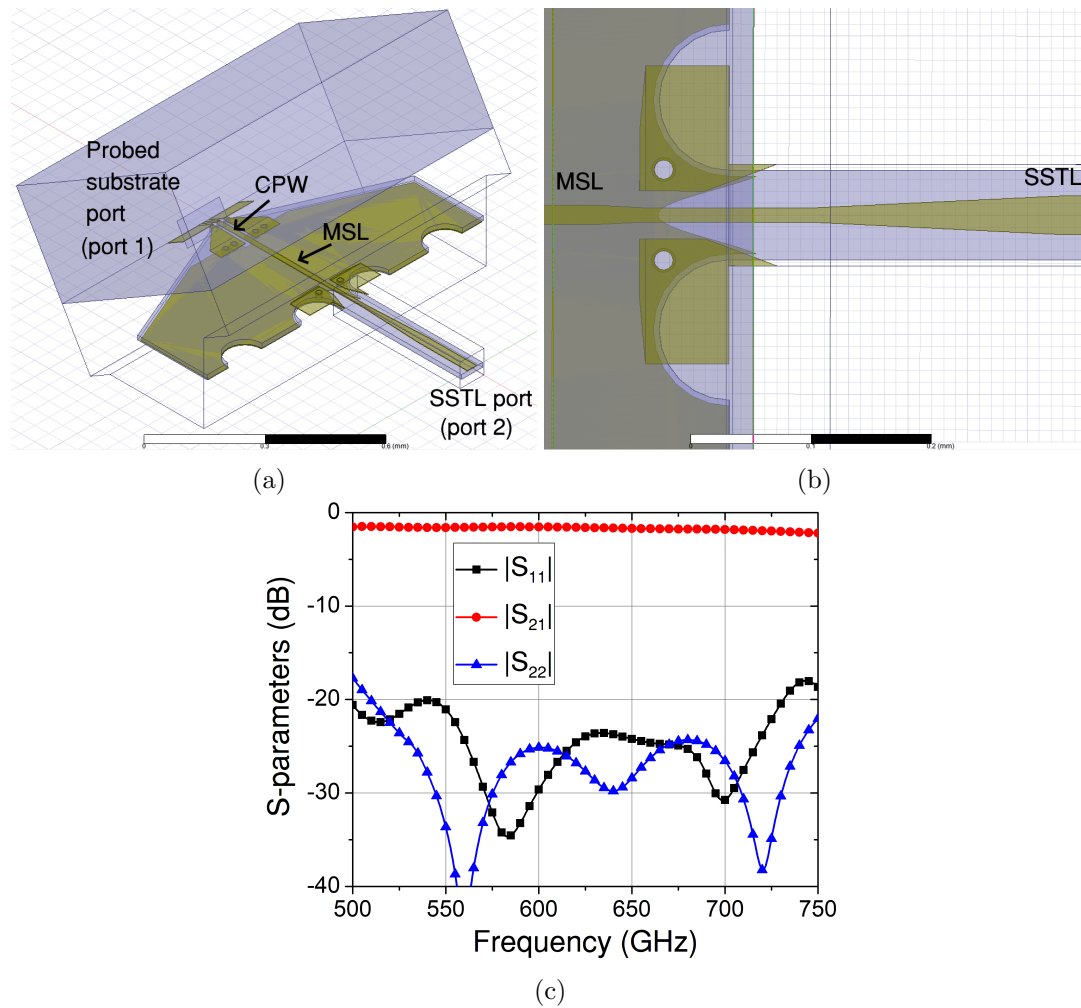 Probed
substrate
port
(port 1)
CPW
MSL
SSTL port
(port 2)
0
0.3
0.6 (mm)
(a)
MSL
SSTL
0
0.1
0.2 (mm)
(b)
S-parameters (dB)
0
-10
-20
-30
-40
|S11|
|S21|
|S22|
500
550
600
650
700
750
Frequency (GHz)
(c)